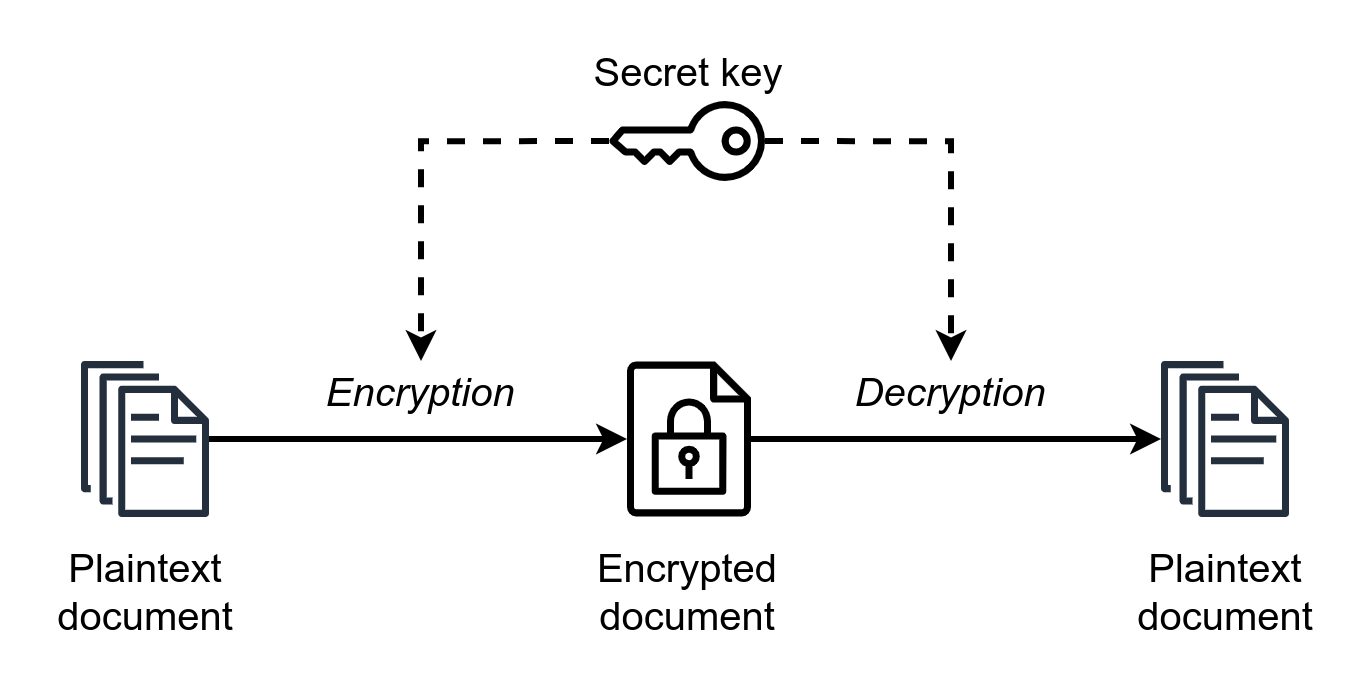 Secret key
Encryption
Decryption
Plaintext
document
Encrypted
document
Plaintext
document